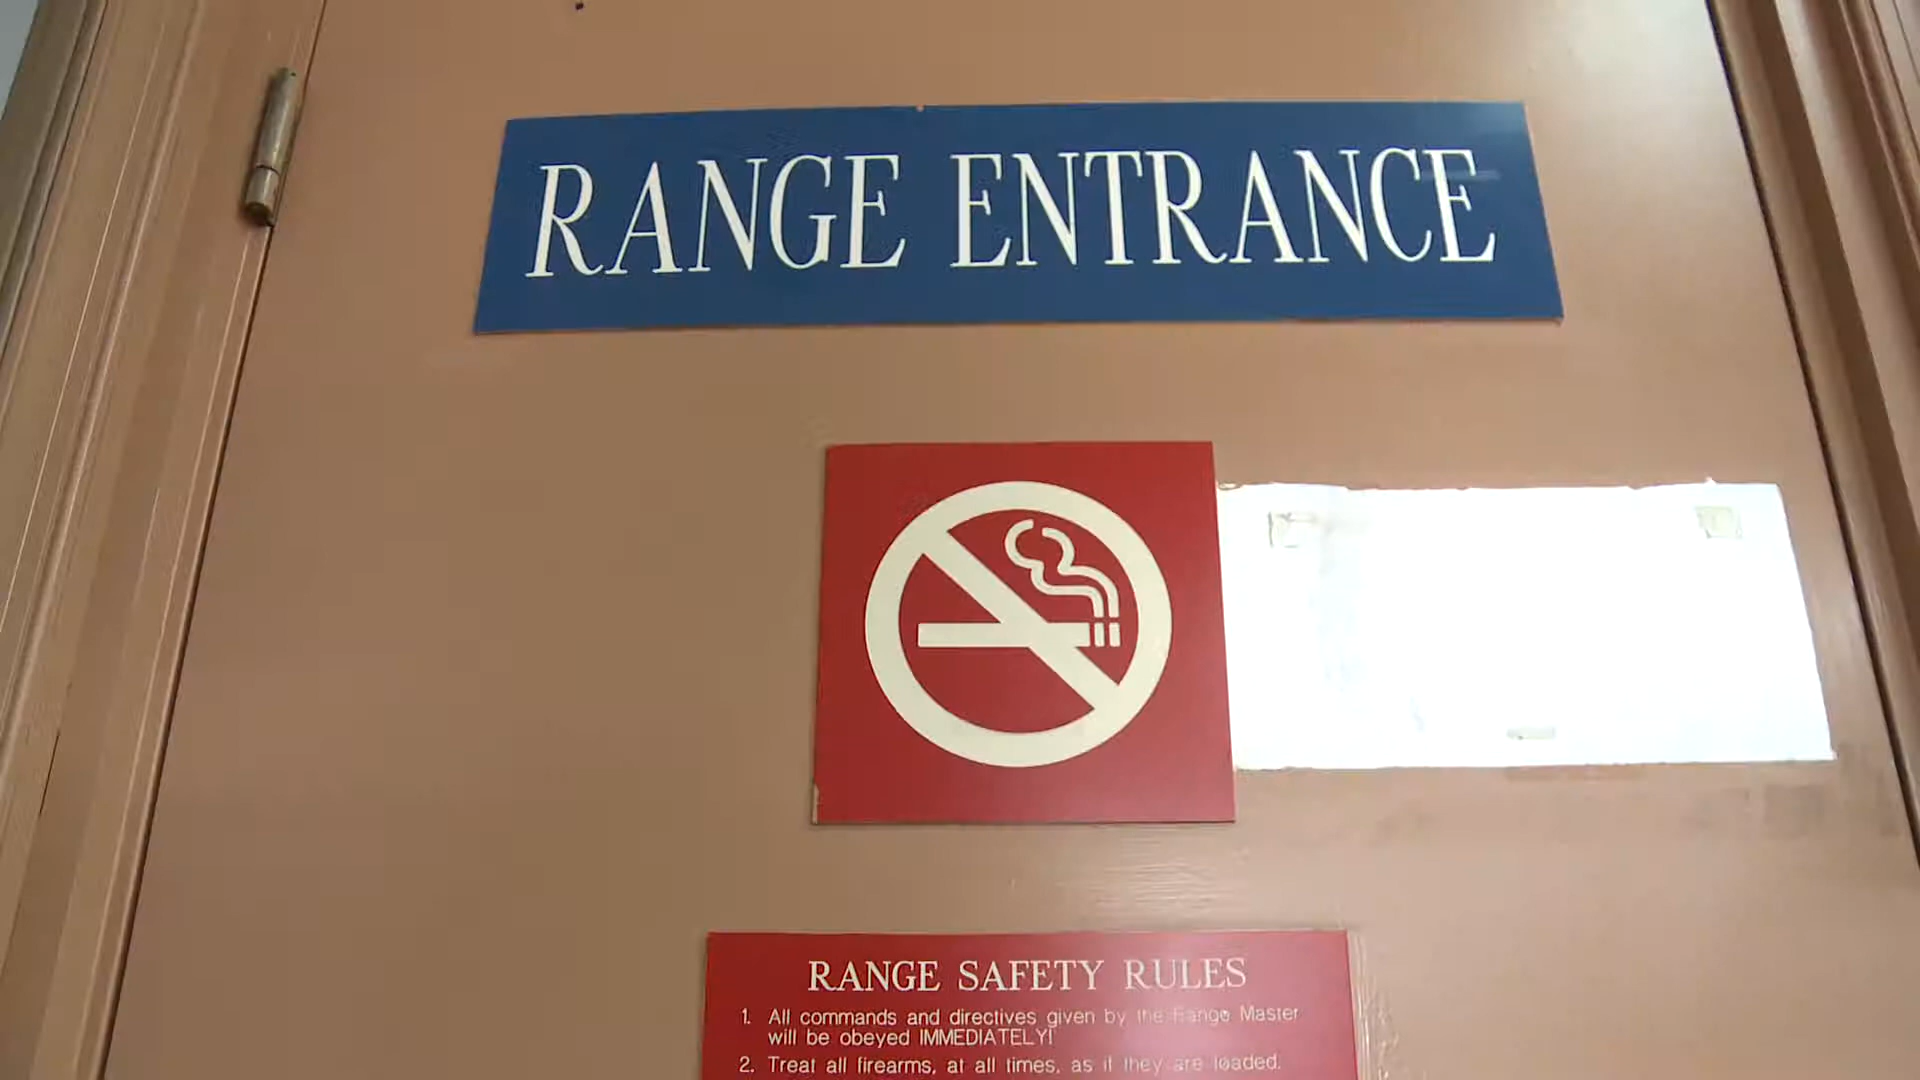 RANGE ENTRANCE
RANGE SAFETY RULES
1. All commands and directives given by the Range Master
will be obeyed IMMEDIATELY!
2. Treat all firearms, at all times, as if they are loaded.